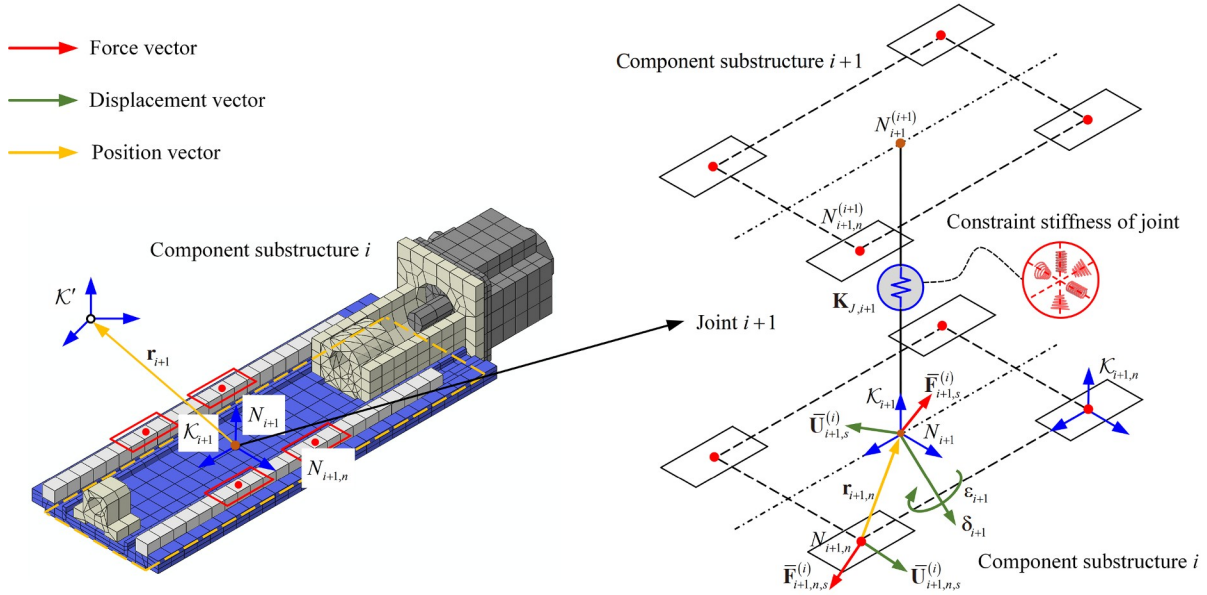 Force vector
Displacement vector
Position vector
Component substructure i
𝒦′
r_{i+1}
N_{i+1}
𝒦_{i+1}
N_{i+1,n}
Joint i+1
Component substructure i+1
N_{i+1}^{(i+1)}
N_{i+1,n}^{(i+1)}
Constraint stiffness of joint
K_{J,i+1}
𝒦_{i+1,n}
𝒦_{i+1}
F̅_{i+1,s}^{(i)}
U̅_{i+1,s}^{(i)}
N_{i+1}
r_{i+1,n}
ε_{i+1}
δ_{i+1}
N_{i+1,n}
F̅_{i+1,n,s}^{(i)}
U̅_{i+1,n,s}^{(i)}
Component substructure i